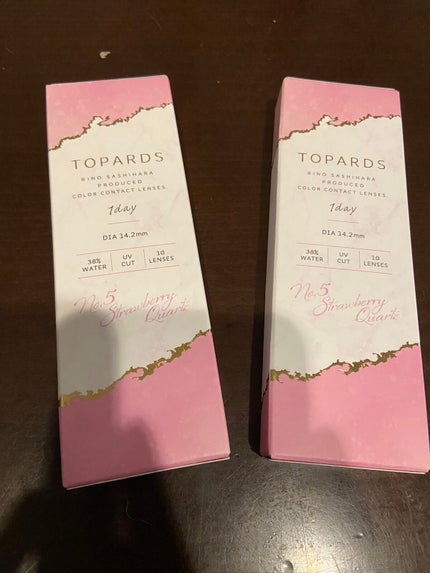 TOPARDS
RINO SASHIHARA
PRODUCED
COLOR CONTACT LENSES
1day
DIA 14.2mm
38% WATER
UV CUT
10 LENSES
No.5
Strawberry
Quartz
TOPARDS
RINO SASHIHARA
PRODUCED
COLOR CONTACT LENSES
1day
DIA 14.2mm
38% WATER
UV CUT
10 LENSES
No.5
Strawberry
Quartz